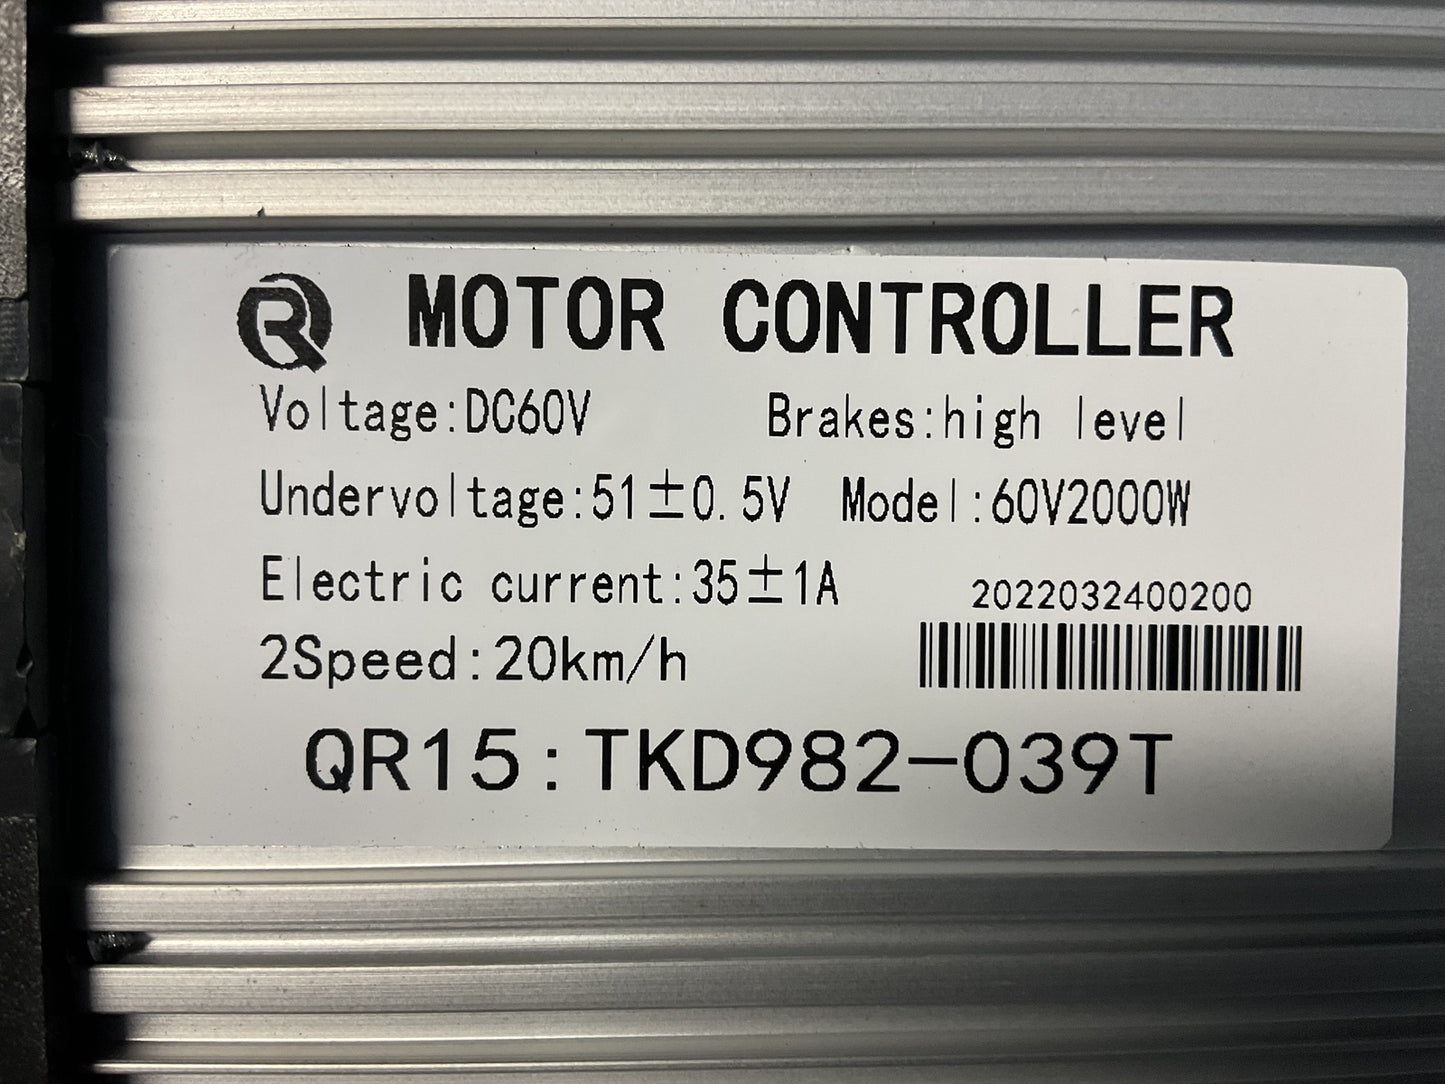 R MOTOR CONTROLLER
Voltage:DC60V Brakes:high level
Undervoltage:51±0.5V Model:60V2000W
Electric current:35±1A
2022032400200
2Speed:20km/h
QR15:TKD982-039T